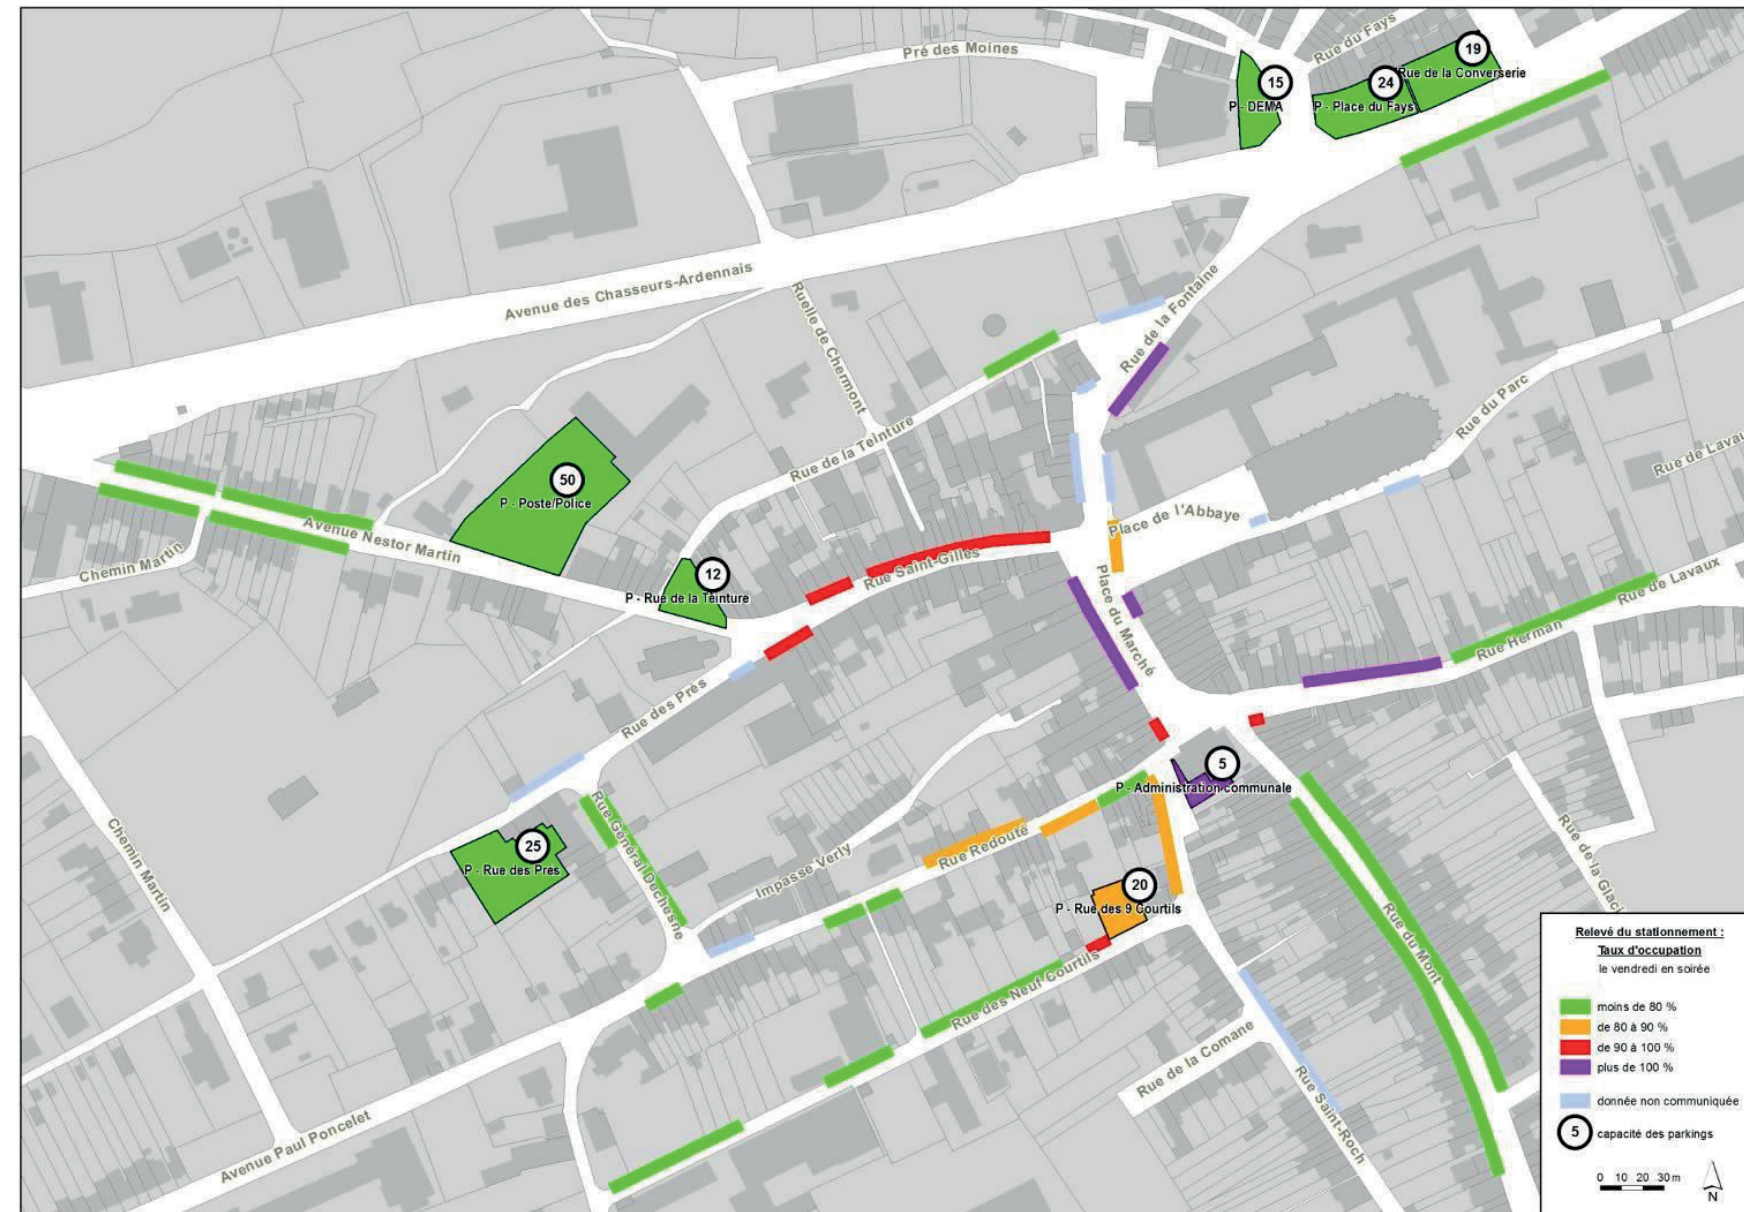 Pré des Moines
Rue du Fays
19
Rue de la Converserie
15
P - DEMA
24
P - Place du Fays
Avenue des Chasseurs-Ardennais
Ruelle de Chermont
Rue de la Fontaine
Rue de la Teinture
Rue du Parc
Rue de Lavaux
50
P - Poste/Police
Avenue Nestor Martin
Chemin Martin
12
P - Rue de la Teinture
Rue Saint-Gilles
Place de l'Abbaye
Place du Marché
Rue de Lavaux
Rue Herman
Rue des Prés
5
P - Administration communale
Chemin Martin
25
P - Rue des Prés
Rue Général Dechesne
Impasse Verly
Rue Redouté
20
P - Rue des 9 Courtils
Rue du Mont
Rue des Neuf Courtils
Rue de la Comane
Rue Saint-Roch
Avenue Paul Poncelet
Rue de la Glaci
Relevé du stationnement :
Taux d'occupation
le vendredi en soirée
moins de 80 %
de 80 à 90 %
de 90 à 100 %
plus de 100 %
donnée non communiquée
5 capacité des parkings
0 10 20 30 m
N